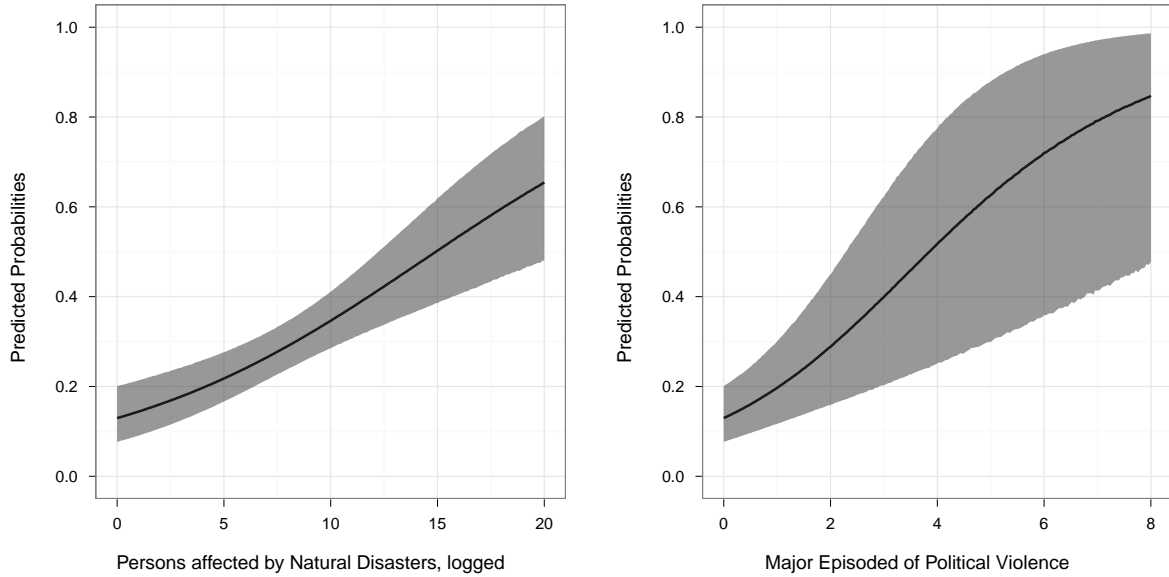 1.0
0.8
0.6
0.4
0.2
0.0
Predicted Probabilities
0 5 10 15 20
Persons affected by Natural Disasters, logged
1.0
0.8
0.6
0.4
0.2
0.0
Predicted Probabilities
0 2 4 6 8
Major Episoded of Political Violence